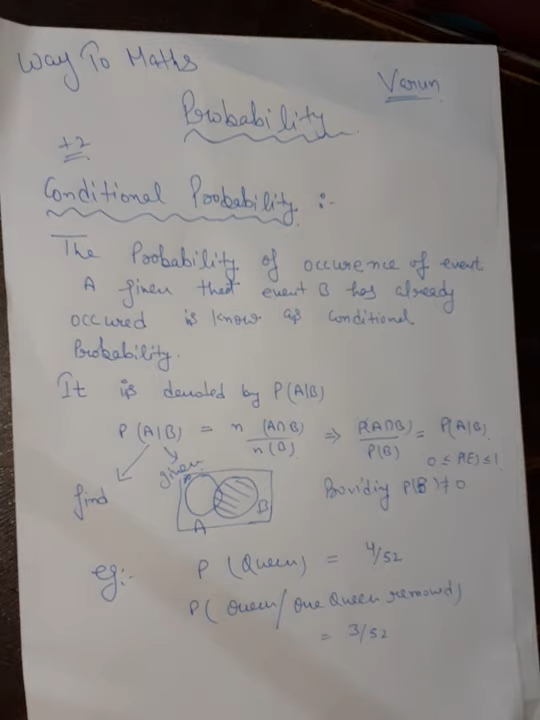 Way To Maths
Varun
Probability
+2
Conditional Probability :-
The Probability of occurence of event
A given that event B has already
occured is know as conditional
Probability.
It is denoted by P(A|B)
P(A|B) = n (A∩B) / n(B) ⇒ P(A∩B) / P(B) = P(A|B)
0 ≤ P(E) ≤ 1
find
given
Providing P(B) ≠ 0
A
B
eg:- P (Queen) = 4/52
P( Queen / One Queen removd)
= 3/52